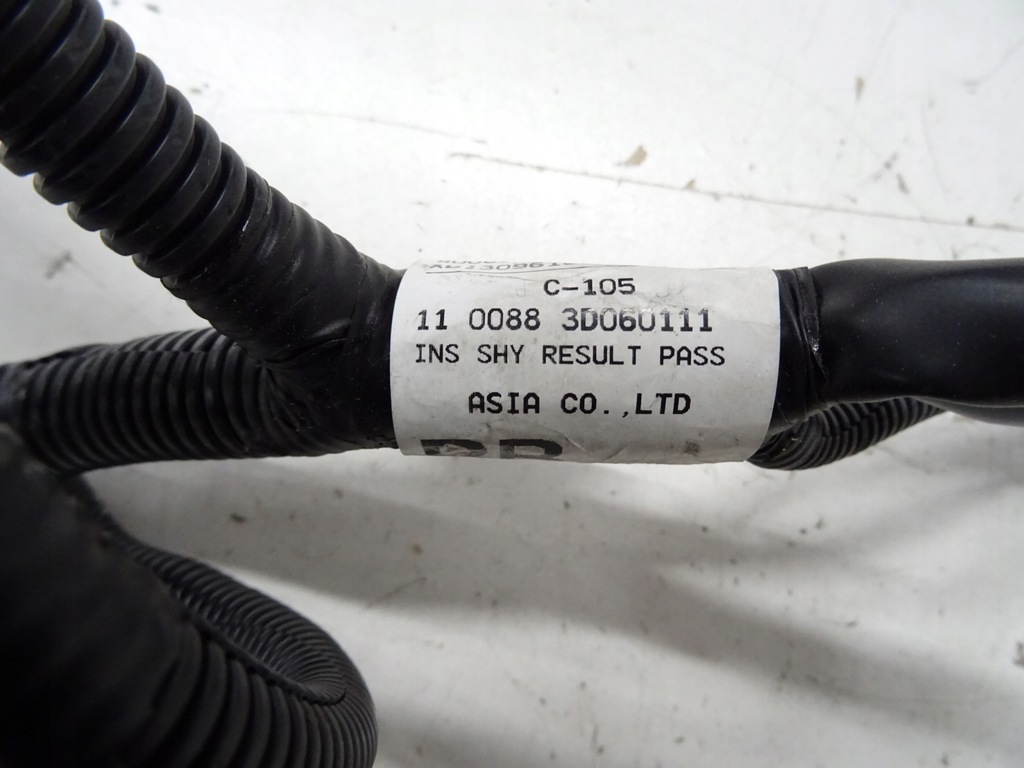 C-105
11 0088 3D060111
INS SHY RESULT PASS
ASIA CO.,LTD